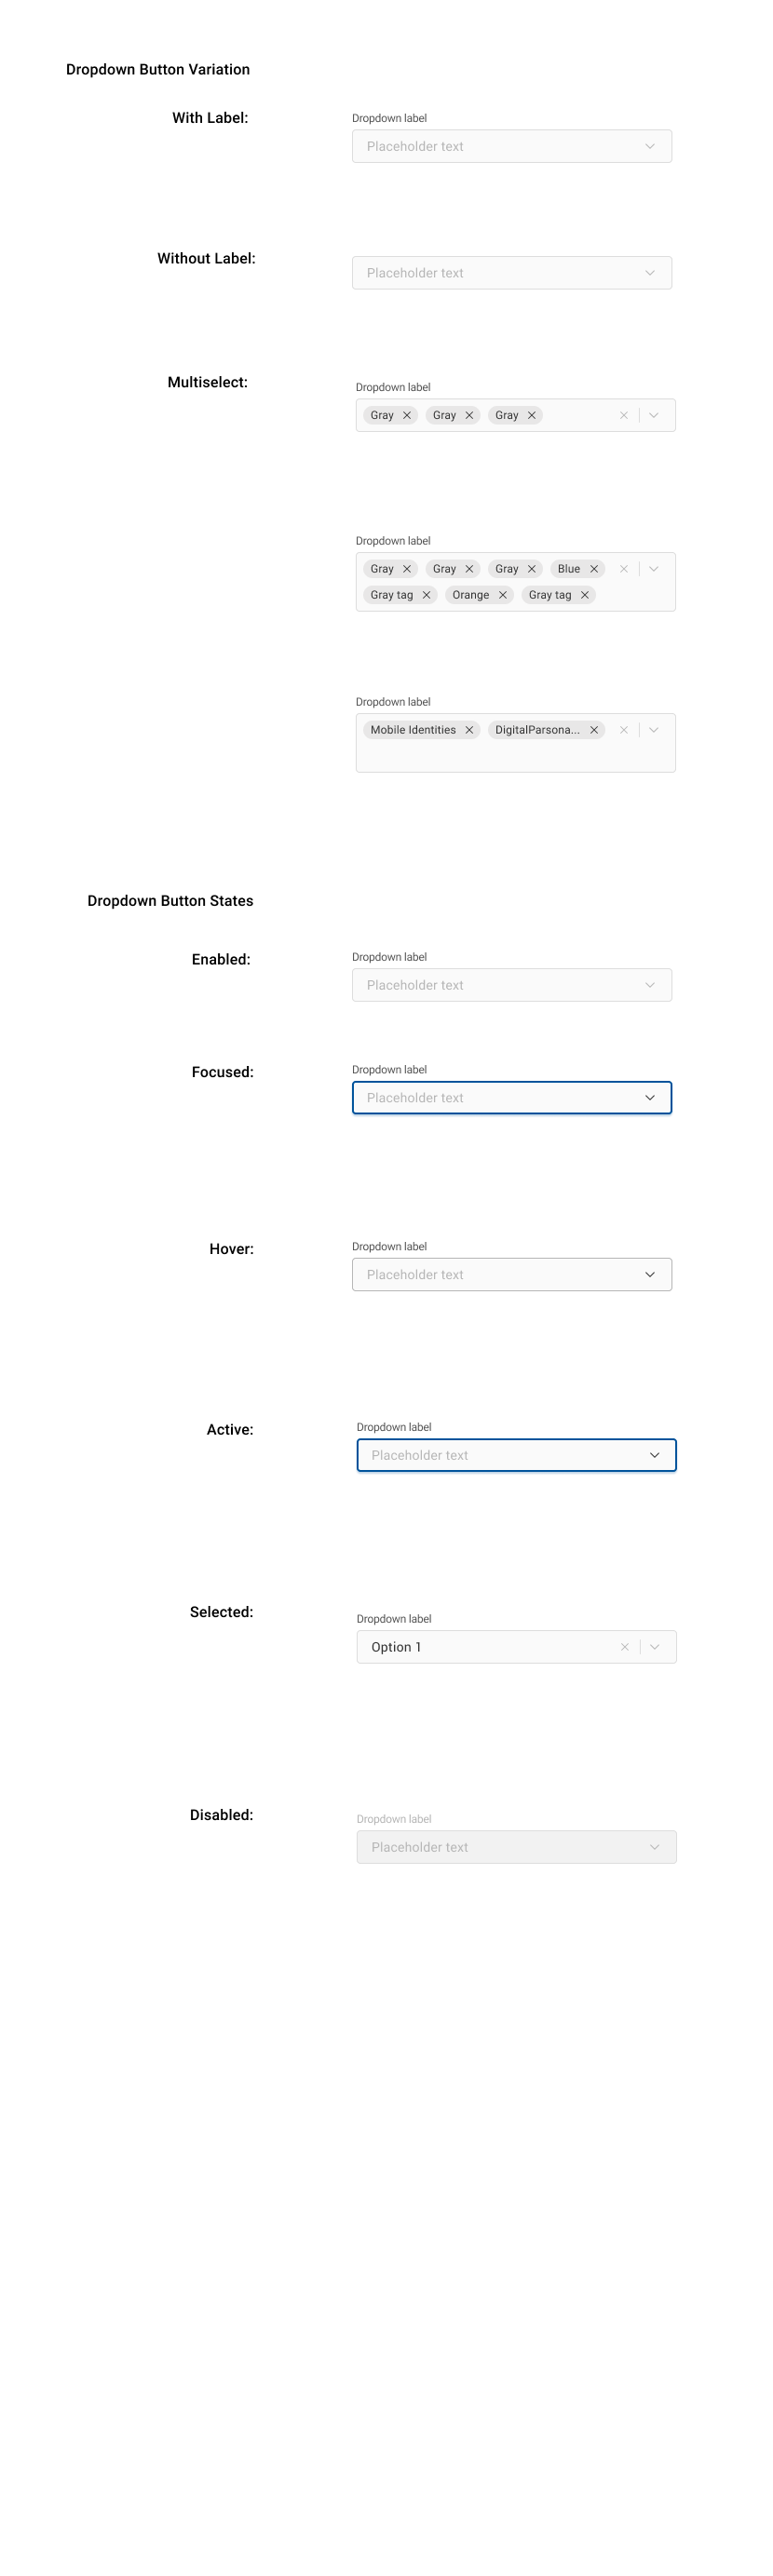 Dropdown Button Variation
With Label:
Dropdown label
Placeholder text
Without Label:
Placeholder text
Multiselect:
Dropdown label
Gray Gray Gray
Dropdown label
Gray Gray Gray Blue
Gray tag Orange Gray tag
Dropdown label
Mobile Identities DigitalParsona...
Dropdown Button States
Enabled:
Dropdown label
Placeholder text
Focused:
Dropdown label
Placeholder text
Hover:
Dropdown label
Placeholder text
Active:
Dropdown label
Placeholder text
Selected:
Dropdown label
Option 1
Disabled:
Dropdown label
Placeholder text